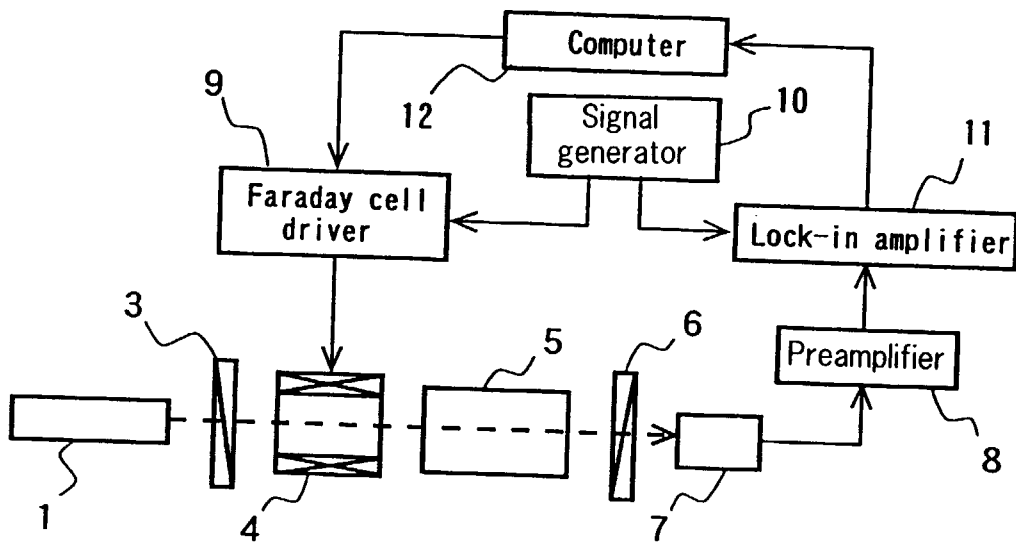 Computer
9
12
Signal
generator
10
11
Faraday cell
driver
Lock-in amplifier
3
5
6
Preamplifier
1
4
7
8